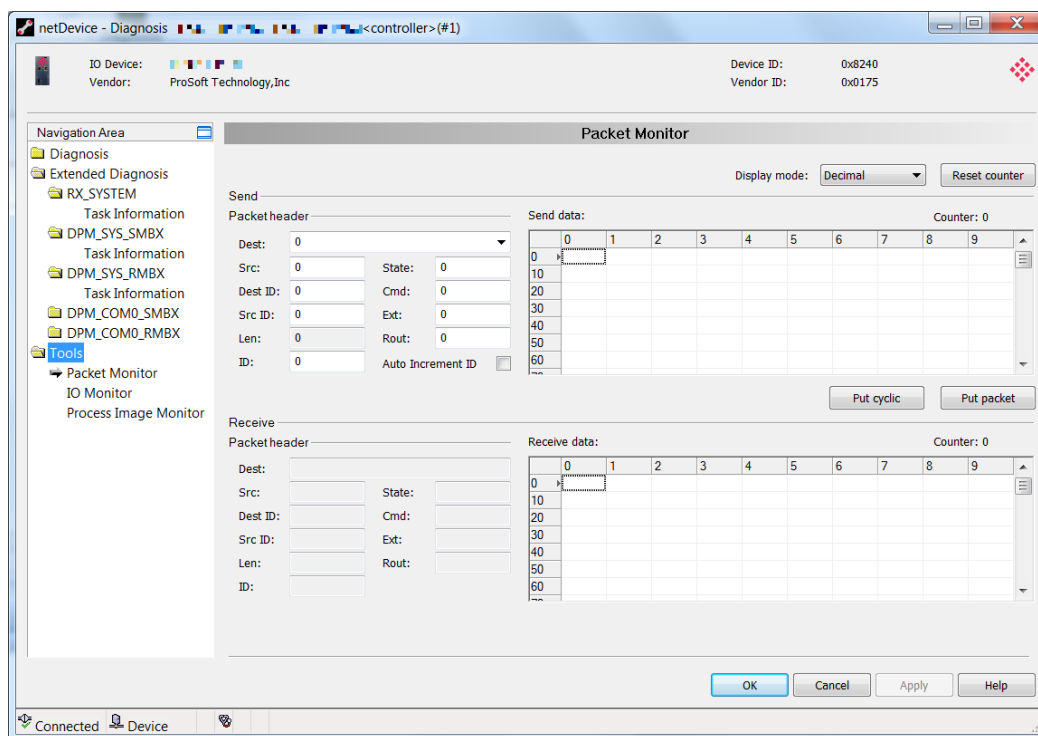 netDevice - Diagnosis <controller>(#1)
IO Device:
Device ID: 0x8240
Vendor: ProSoft Technology,Inc
Vendor ID: 0x0175
Navigation Area
Packet Monitor
Diagnosis
Extended Diagnosis
RX_SYSTEM
Task Information
DPM_SYS_SMBX
Task Information
DPM_SYS_RMBX
Task Information
DPM_COM0_SMBX
DPM_COM0_RMBX
Tools
Packet Monitor
IO Monitor
Process Image Monitor
Display mode: Decimal Reset counter
Send
Packet header
Dest: 0
Src: 0 State: 0
Dest ID: 0 Cmd: 0
Src ID: 0 Ext: 0
Len: 0 Rout: 0
ID: 0 Auto Increment ID
Send data: Counter: 0
0 1 2 3 4 5 6 7 8 9
0
10
20
30
40
50
60
Put cyclic Put packet
Receive
Packet header
Dest:
Src: State:
Dest ID: Cmd:
Src ID: Ext:
Len: Rout:
ID:
Receive data: Counter: 0
0 1 2 3 4 5 6 7 8 9
0
10
20
30
40
50
60
OK Cancel Apply Help
Connected Device